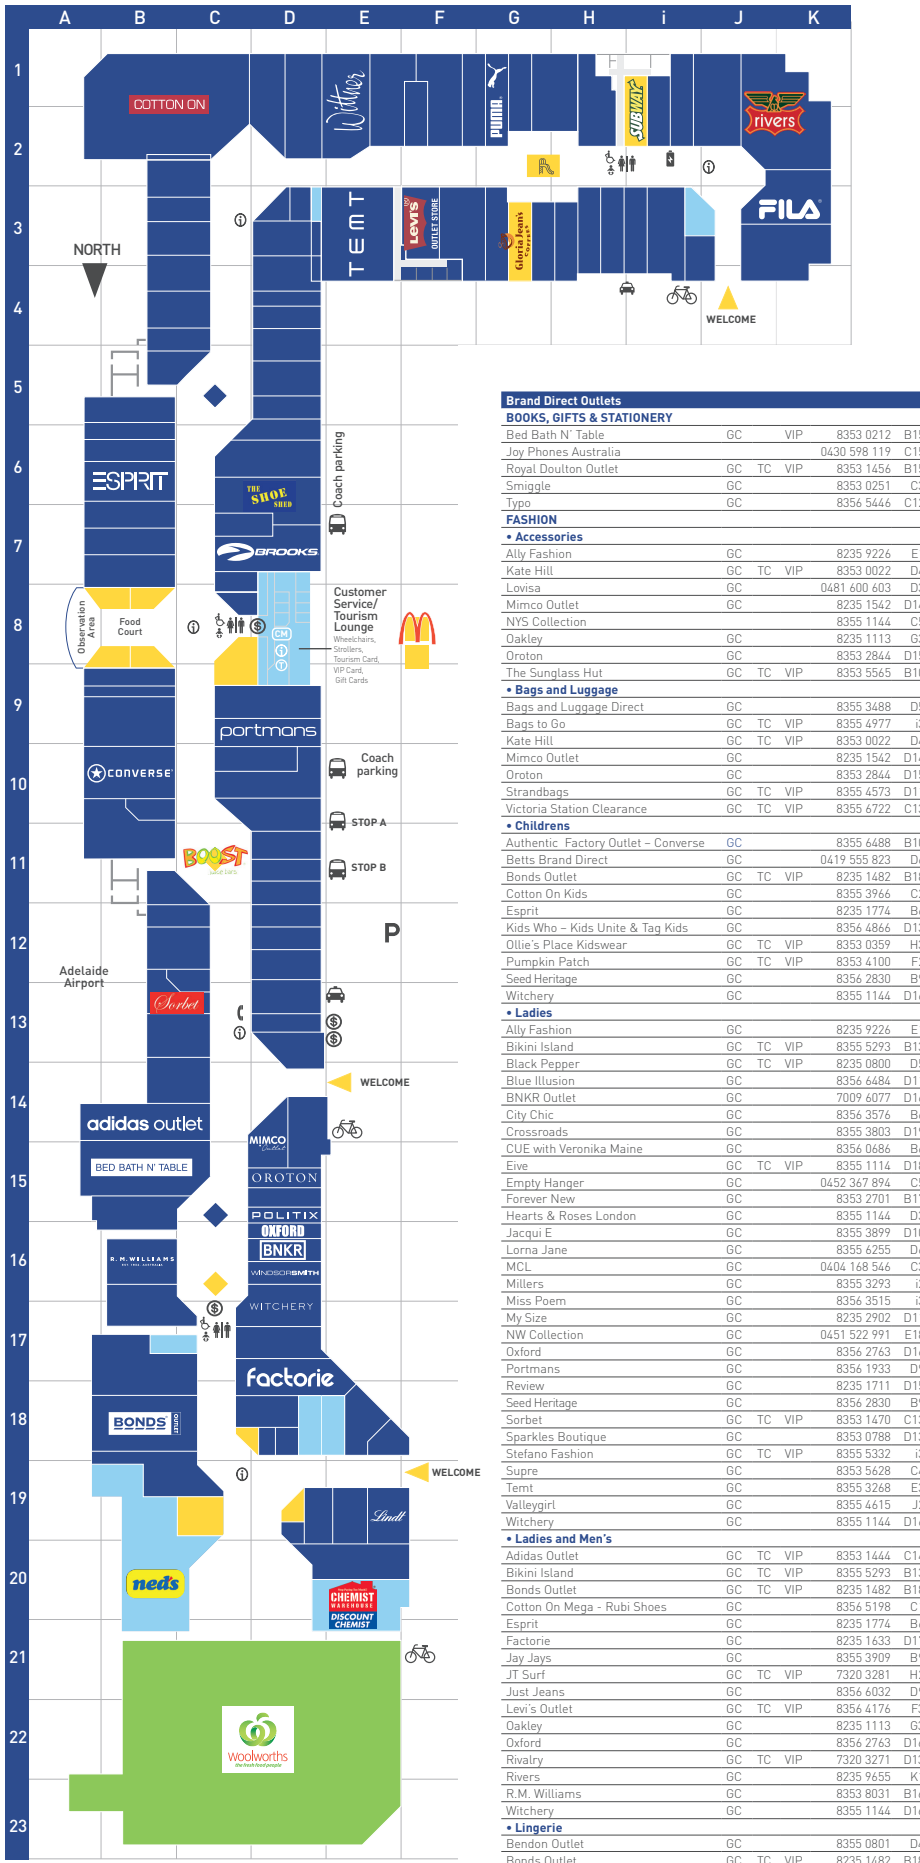 A B C D E F G H i J K
1
COTTON ON
Wittner
PUMA
SUBWAY
rivers
2
3
TEMT
LEVI'S
OUTLET STORE
Gloria Jean's
COFFEES
FILA
NORTH
4
WELCOME
5
6
ESPRIT
THE
SHOE
SHED
Coach parking
7
BROOKS
8
Observation
Area
Food
Court
CM
Customer
Service/
Tourism
Lounge
Wheelchairs,
Strollers,
Tourism Card,
VIP Card,
Gift Cards
9
portmans
10
CONVERSE
Coach
parking
STOP A
11
BOOST
JUICE BARS
STOP B
12
P
Adelaide
Airport
13
Sorbet
WELCOME
14
adidas outlet
MIMCO
Outlet
15
BED BATH N' TABLE
OROTON
POLITIX
OXFORD
16
R.M.WILLIAMS
BNKR
WINDSORSMITH
WITCHERY
17
factorie
18
BONDS
OUTLET
WELCOME
19
Lindt
20
ned's
CHEMIST
WAREHOUSE
DISCOUNT
CHEMIST
21
22
woolworths
the fresh food people
23
Brand Direct Outlets
BOOKS, GIFTS & STATIONERY
Bed Bath N' Table GC VIP 8353 0212
Joy Phones Australia 0430 598 119
Royal Doulton Outlet GC TC VIP 8353 1456
Smiggle GC 8353 0251
Typo GC 8356 5446
FASHION
• Accessories
Ally Fashion GC 8235 9226
Kate Hill GC TC VIP 8353 0022
Lovisa GC 0481 600 603
Mimco Outlet GC 8235 1542
NYS Collection 8355 1144
Oakley GC 8235 1113
Oroton GC 8353 2844
The Sunglass Hut GC TC VIP 8353 5565
• Bags and Luggage
Bags and Luggage Direct GC 8355 3488
Bags to Go GC TC VIP 8355 4977
Kate Hill GC TC VIP 8353 0022
Mimco Outlet GC 8235 1542
Oroton GC 8353 2844
Strandbags GC TC VIP 8355 4573
Victoria Station Clearance GC TC VIP 8355 6722
• Childrens
Authentic Factory Outlet – Converse GC 8355 6488
Betts Brand Direct GC 0419 555 823
Bonds Outlet GC TC VIP 8235 1482
Cotton On Kids GC 8355 3966
Esprit GC 8235 1774
Kids Who – Kids Unite & Tag Kids GC 8356 4866
Ollie's Place Kidswear GC TC VIP 8353 0359
Pumpkin Patch GC TC VIP 8353 4100
Seed Heritage GC 8356 2830
Witchery GC 8355 1144
• Ladies
Ally Fashion GC 8235 9226
Bikini Island GC TC VIP 8355 5293
Black Pepper GC TC VIP 8235 0800
Blue Illusion GC 8356 6484
BNKR Outlet GC 7009 6077
City Chic GC 8356 3576
Crossroads GC 8355 3803
CUE with Veronika Maine GC 8356 0686
Eive GC TC VIP 8355 1114
Empty Hanger GC 0452 367 894
Forever New GC 8353 2701
Hearts & Roses London GC 8355 1144
Jacqui E GC 8355 3899
Lorna Jane GC 8355 6255
MCL GC 0404 168 546
Millers GC 8355 3293
Miss Poem GC 8356 3515
My Size GC 8235 2902
NW Collection GC 0451 522 991
Oxford GC 8356 2763
Portmans GC 8356 1933
Review GC 8235 1711
Seed Heritage GC 8356 2830
Sorbet GC TC VIP 8353 1470
Sparkles Boutique GC 8353 0788
Stefano Fashion GC TC VIP 8355 5332
Supre GC 8353 5628
Temt GC 8355 3268
Valleygirl GC 8355 4615
Witchery GC 8355 1144
• Ladies and Men's
Adidas Outlet GC TC VIP 8353 1444
Bikini Island GC TC VIP 8355 5293
Bonds Outlet GC TC VIP 8235 1482
Cotton On Mega - Rubi Shoes GC 8356 5198
Esprit GC 8235 1774
Factorie GC 8235 1633
Jay Jays GC 8355 3909
JT Surf GC TC VIP 7320 3281
Just Jeans GC 8356 6032
Levi's Outlet GC TC VIP 8356 4176
Oakley GC 8235 1113
Oxford GC 8356 2763
Rivalry GC TC VIP 7320 3271
Rivers GC 8235 9655
R.M. Williams GC 8353 8031
Witchery GC 8355 1144
• Lingerie
Bendon Outlet GC 8355 0801
Bonds Outlet GC TC VIP 8235 1482